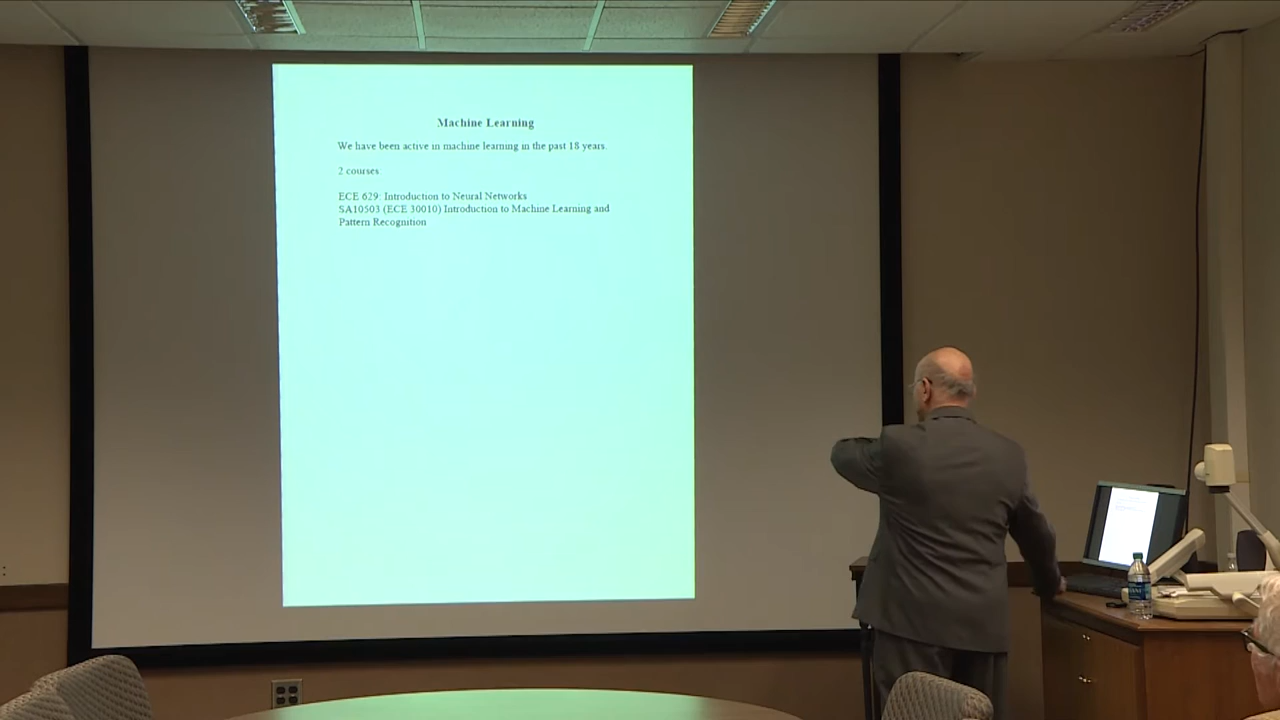 Machine Learning
We have been active in machine learning in the past 18 years.
2 courses
ECE 629: Introduction to Neural Networks
SA10503 (ECE 30010) Introduction to Machine Learning and
Pattern Recognition